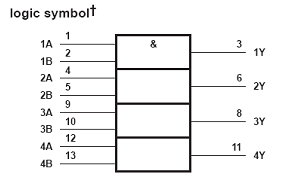 logic symbol†
1A 1 & 3 1Y
1B 2
2A 4 6 2Y
2B 5
3A 9 8 3Y
3B 10
4A 12 11 4Y
4B 13